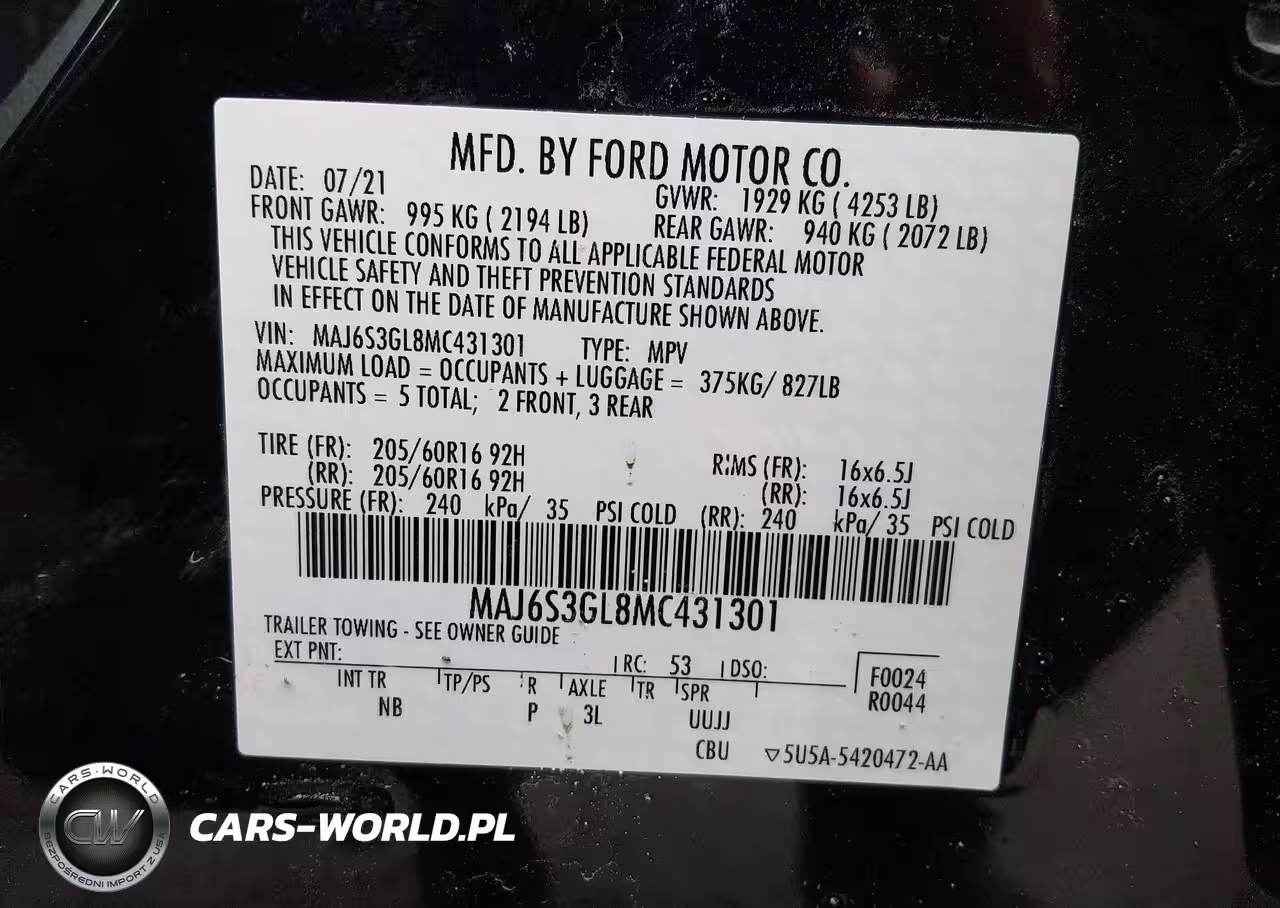 MFD. BY FORD MOTOR CO.
DATE: 07/21 GVWR: 1929 KG ( 4253 LB)
FRONT GAWR: 995 KG ( 2194 LB) REAR GAWR: 940 KG ( 2072 LB)
THIS VEHICLE CONFORMS TO ALL APPLICABLE FEDERAL MOTOR
VEHICLE SAFETY AND THEFT PREVENTION STANDARDS
IN EFFECT ON THE DATE OF MANUFACTURE SHOWN ABOVE.
VIN: MAJ6S3GL8MC431301 TYPE: MPV
MAXIMUM LOAD = OCCUPANTS + LUGGAGE = 375KG/ 827LB
OCCUPANTS = 5 TOTAL; 2 FRONT, 3 REAR
TIRE (FR): 205/60R16 92H RIMS (FR): 16x6.5J
(RR): 205/60R16 92H (RR): 16x6.5J
PRESSURE (FR): 240 kPa/ 35 PSI COLD (RR): 240 kPa/ 35 PSI COLD
MAJ6S3GL8MC431301
TRAILER TOWING - SEE OWNER GUIDE
EXT PNT: RC: 53 DSO: F0024
INT TR TP/PS R AXLE TR SPR R0044
NB P 3L UUJJ
CBU ▽5U5A-5420472-AA
CARS-WORLD
CW
BEZPOŚREDNI IMPORT Z USA
CARS-WORLD.PL